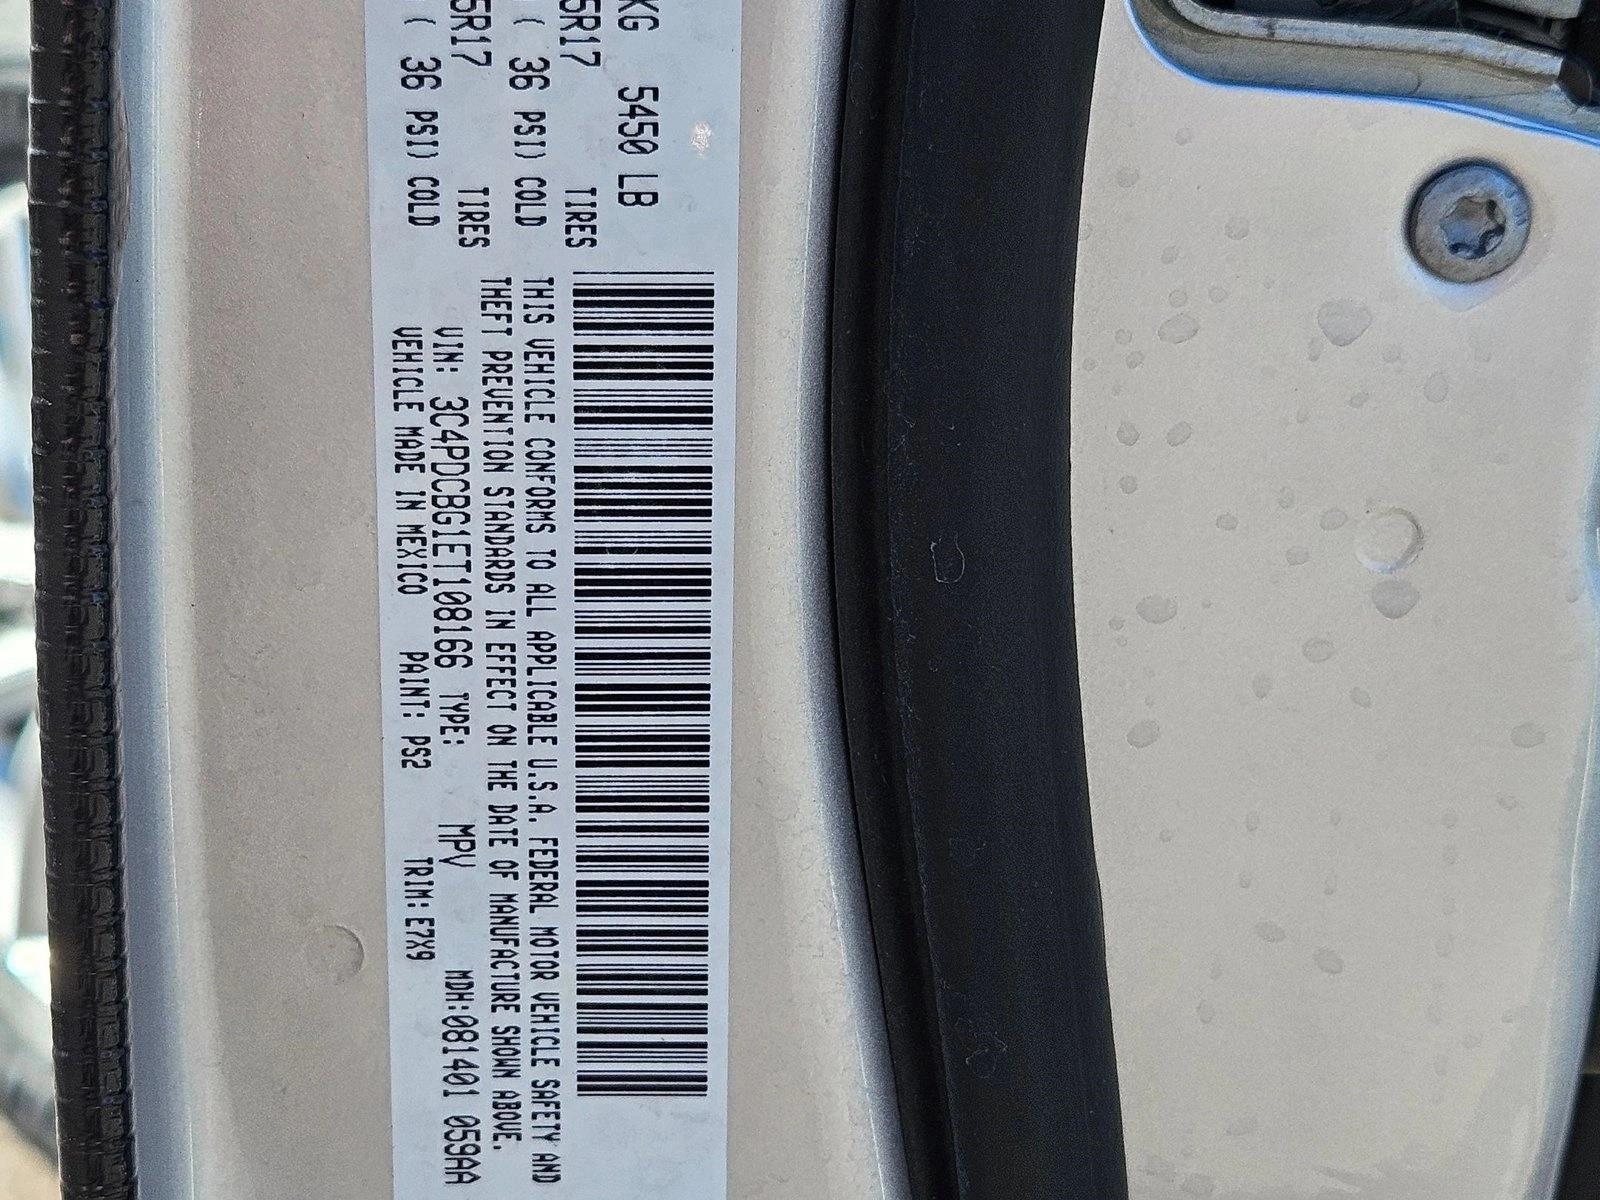 KG 5450 LB
5R17 TIRES
( 36 PSI) COLD
5R17 TIRES
( 36 PSI) COLD
THIS VEHICLE CONFORMS TO ALL APPLICABLE U.S.A. FEDERAL MOTOR VEHICLE SAFETY AND
THEFT PREVENTION STANDARDS IN EFFECT ON THE DATE OF MANUFACTURE SHOWN ABOVE.
VIN: 3C4PDCBG1ET108166 TYPE: MPV MDH:081401 059AA
VEHICLE MADE IN MEXICO PAINT: PS2 TRIM: E7X9